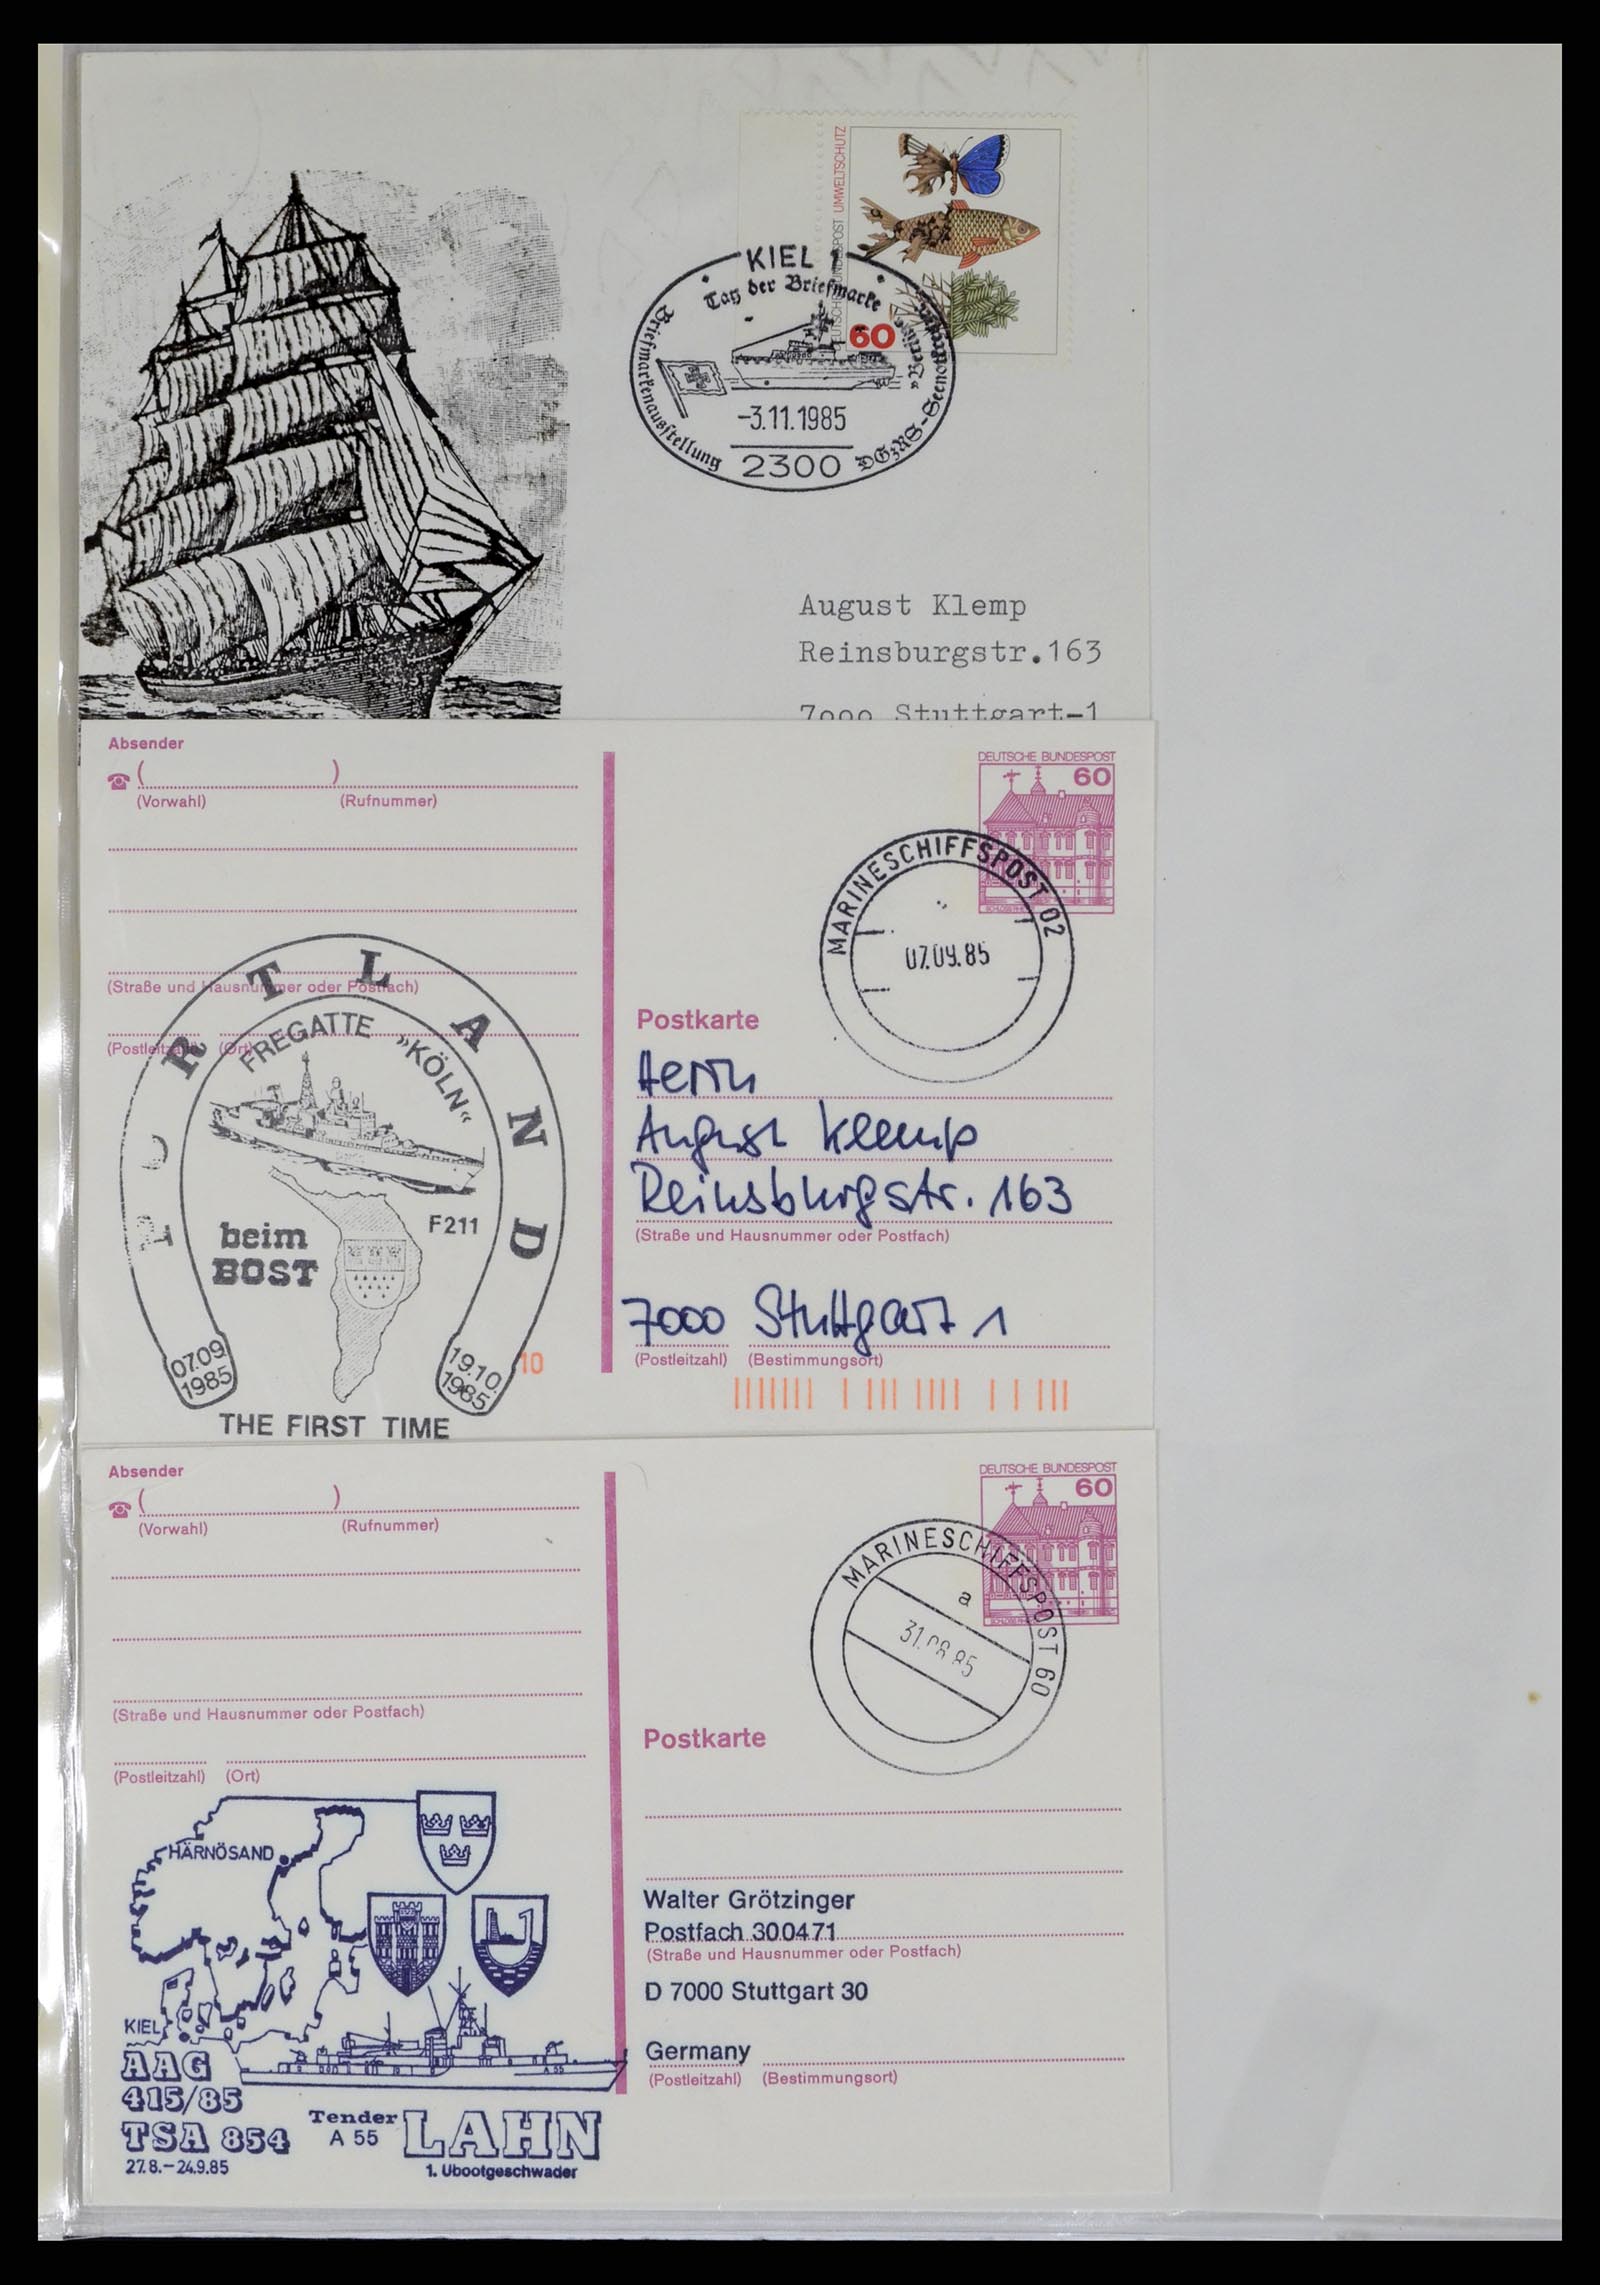 UMWELTSCHUTZ
60
KIEL 1
Tag der Briefmarke
Briefmarkenausstellung
»Berlin«
DGzRS-Seenotkreuzer
-3.11.1985
2300
August Klemp
Reinsburgstr.163
7000 Stuttgart-1
Absender
( )
(Vorwahl) (Rufnummer)
(Straße und Hausnummer oder Postfach)
(Postleitzahl) (Ort)
DEUTSCHE BUNDESPOST
60
MARINESCHIFFSPOST 02
07.09.85
PORTLAND
FREGATTE »KÖLN«
F211
beim
BOST
07.09.
1985
19.10.
1985
THE FIRST TIME
10
Postkarte
Herrn
August Klemp
Reinsburgstr. 163
(Straße und Hausnummer oder Postfach)
7000 Stuttgart 1
(Postleitzahl) (Bestimmungsort)
Absender
( )
(Vorwahl) (Rufnummer)
(Straße und Hausnummer oder Postfach)
(Postleitzahl) (Ort)
DEUTSCHE BUNDESPOST
60
MARINESCHIFFSPOST 60
a
31.08.85
Postkarte
Walter Grötzinger
Postfach 300471
(Straße und Hausnummer oder Postfach)
D 7000 Stuttgart 30
Germany
(Postleitzahl) (Bestimmungsort)
HÄRNÖSAND
KIEL
AAG
415/85
TSA 854
27.8.-24.9.85
A 55
Tender
A 55
LAHN
1. Ubootgeschwader